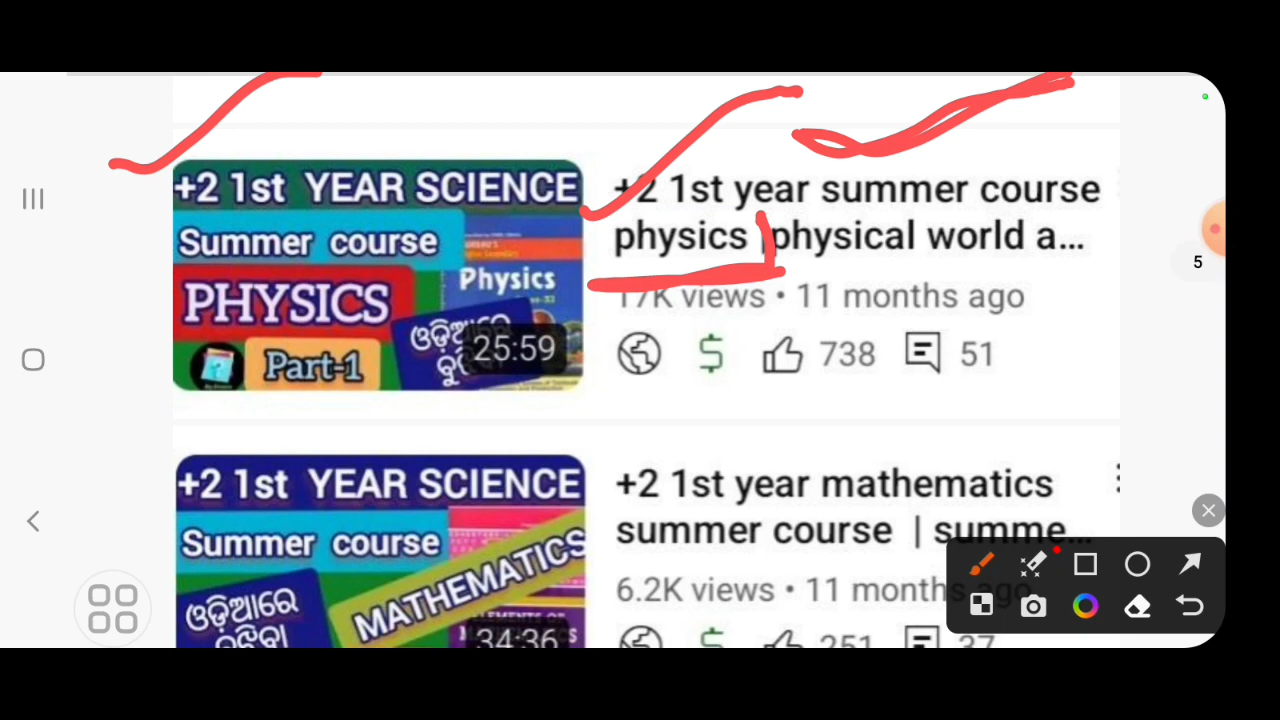 +2 1st YEAR SCIENCE
Summer course
Physics
PHYSICS
ଓଡ଼ିଆରେ
Part-1
25:59
+2 1st year summer course
physics |physical world a...
17K views • 11 months ago
738
51
5
+2 1st YEAR SCIENCE
Summer course
MATHEMATICS
ଓଡ଼ିଆରେ
ବୁଝିବା
34:36
+2 1st year mathematics
summer course | summe...
6.2K views • 11 months ago
251
37